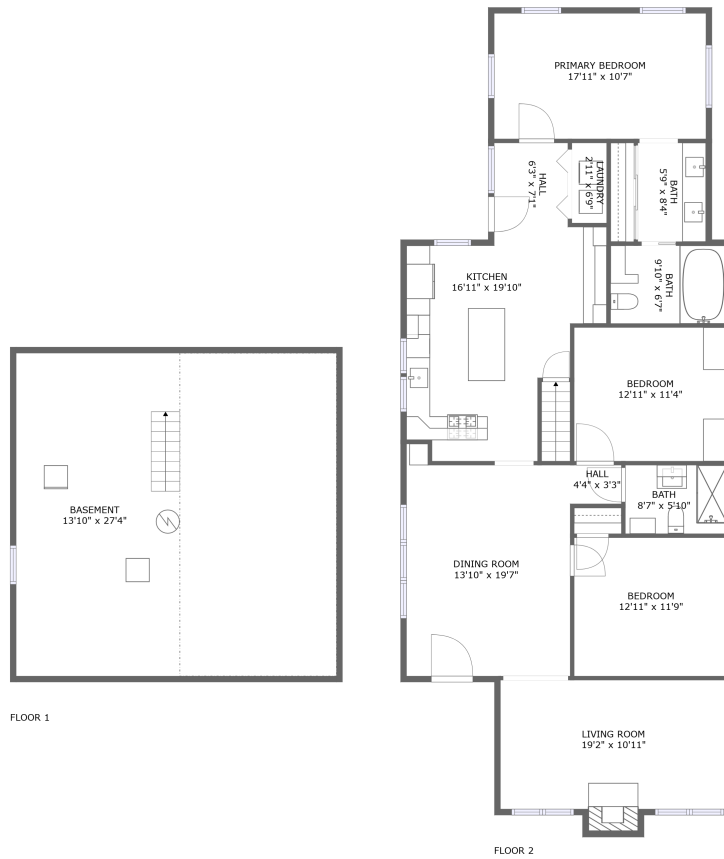 PRIMARY BEDROOM
17'11" x 10'7"
HALL
6'3" x 7'1"
LAUNDRY
2'11" x 6'9"
BATH
5'9" x 8'4"
KITCHEN
16'11" x 19'10"
BATH
9'10" x 6'7"
BEDROOM
12'11" x 11'4"
HALL
4'4" x 3'3"
BATH
8'7" x 5'10"
BASEMENT
13'10" x 27'4"
DINING ROOM
13'10" x 19'7"
BEDROOM
12'11" x 11'9"
FLOOR 1
LIVING ROOM
19'2" x 10'11"
FLOOR 2